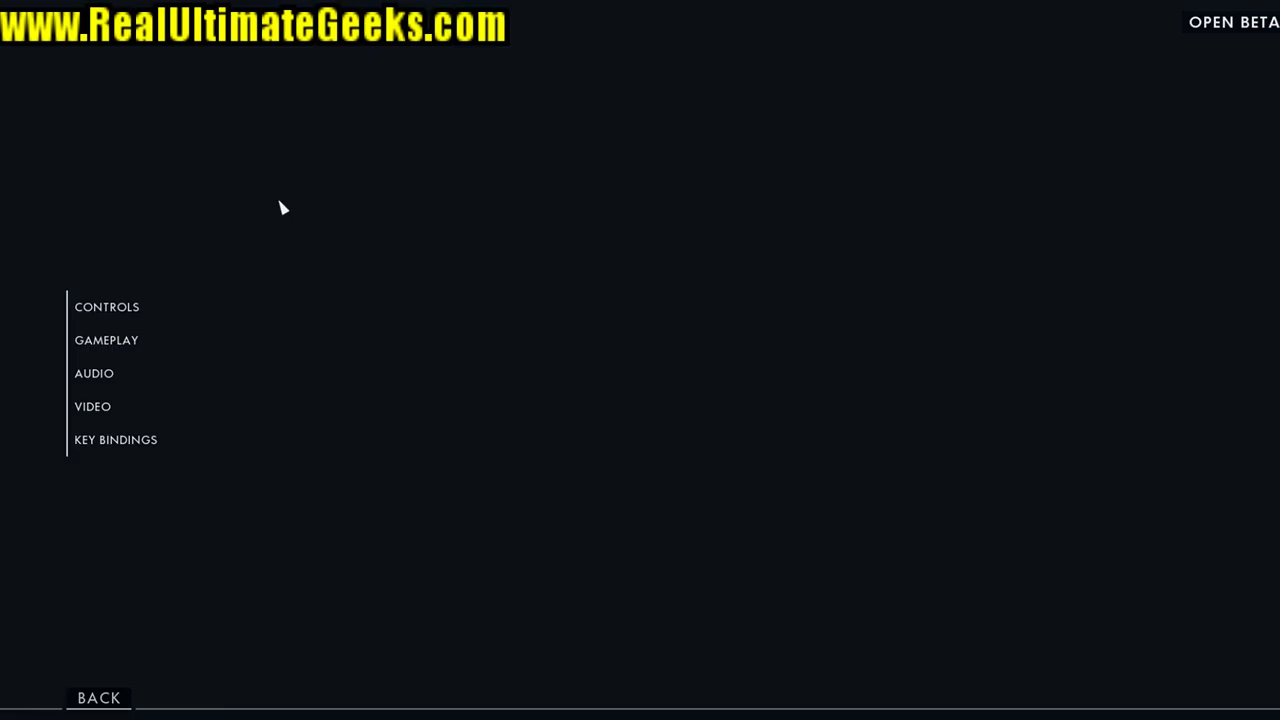 www.RealUltimateGeeks.com
OPEN BETA
CONTROLS
GAMEPLAY
AUDIO
VIDEO
KEY BINDINGS
BACK